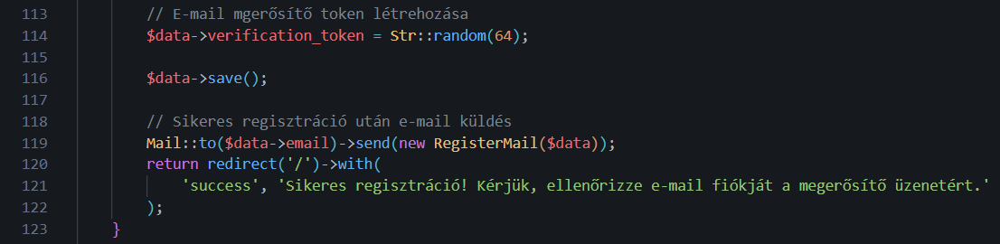 113 // E-mail mgerősítő token létrehozása
114 $data->verification_token = Str::random(64);
115
116 $data->save();
117
118 // Sikeres regisztráció után e-mail küldés
119 Mail::to($data->email)->send(new RegisterMail($data));
120 return redirect('/')->with(
121 'success', 'Sikeres regisztráció! Kérjük, ellenőrizze e-mail fiókját a megerősítő üzenetért.'
122 );
123 }